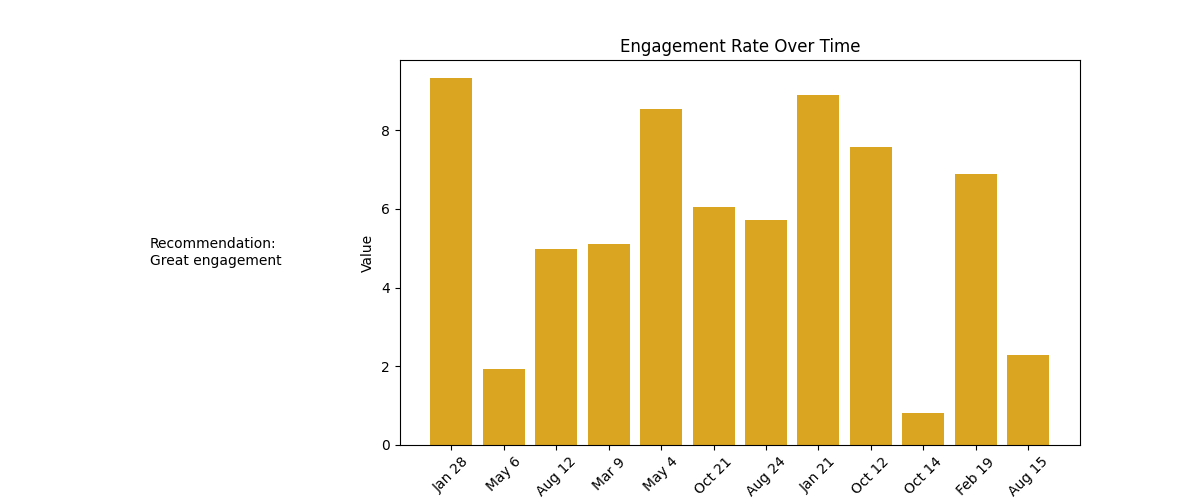 Engagement Rate Over Time
Recommendation:
Great engagement
Value
8
6
4
2
0
Jan 28
May 6
Aug 12
Mar 9
May 4
Oct 21
Aug 24
Jan 21
Oct 12
Oct 14
Feb 19
Aug 15